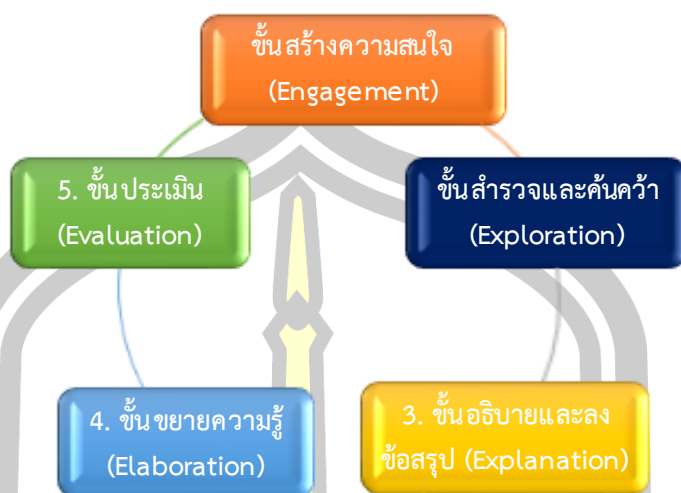 ขั้นสร้างความสนใจ
(Engagement)
ขั้นสำรวจและค้นคว้า
(Exploration)
3. ขั้นอธิบายและลง
ข้อสรุป (Explanation)
4. ขั้นขยายความรู้
(Elaboration)
5. ขั้นประเมิน
(Evaluation)